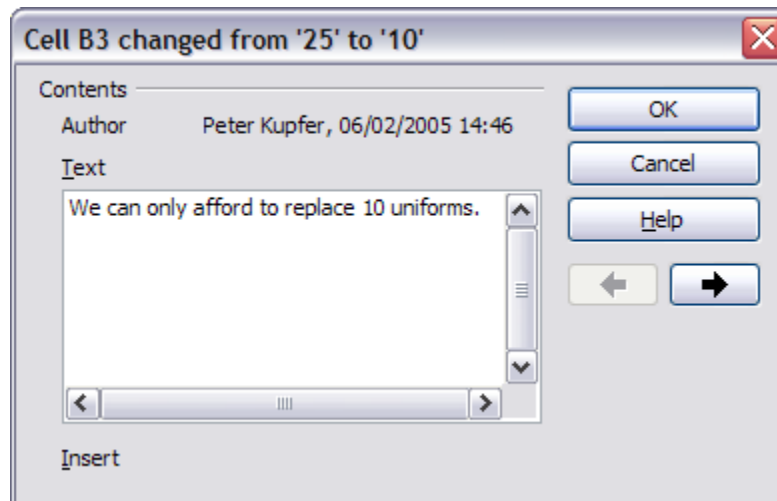 Cell B3 changed from '25' to '10'
Contents
Author Peter Kupfer, 06/02/2005 14:46
Text
We can only afford to replace 10 uniforms.
Insert
OK
Cancel
Help